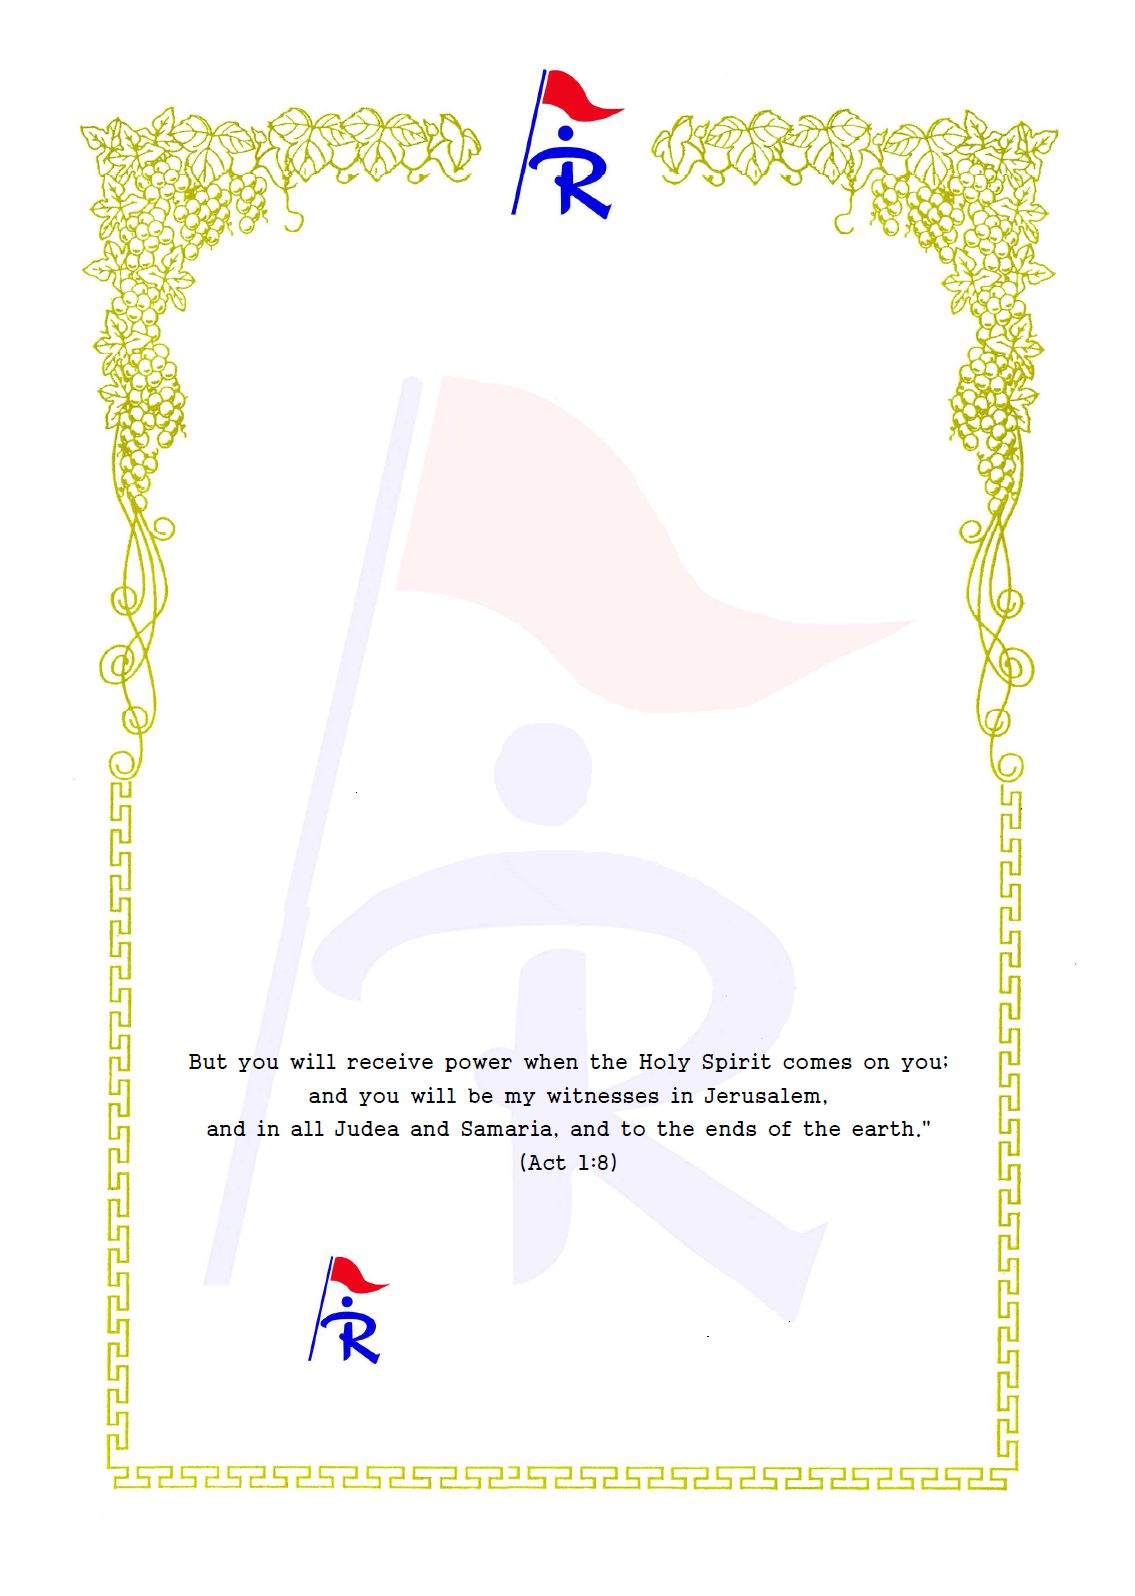 R
But you will receive power when the Holy Spirit comes on you;
and you will be my witnesses in Jerusalem,
and in all Judea and Samaria, and to the ends of the earth."
(Act 1:8)
R